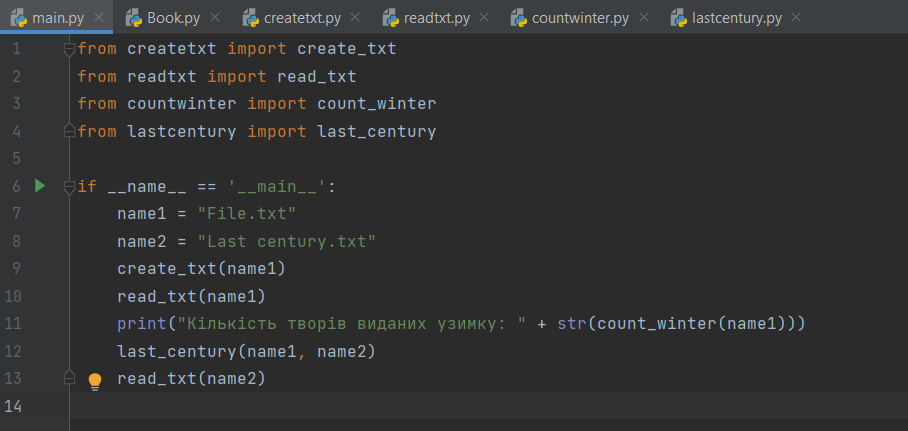 main.py Book.py createtxt.py readtxt.py countwinter.py lastcentury.py
1 from createtxt import create_txt
2 from readtxt import read_txt
3 from countwinter import count_winter
4 from lastcentury import last_century
5
6 if __name__ == '__main__':
7     name1 = "File.txt"
8     name2 = "Last century.txt"
9     create_txt(name1)
10     read_txt(name1)
11     print("Кількість творів виданих узимку: " + str(count_winter(name1)))
12     last_century(name1, name2)
13     read_txt(name2)
14